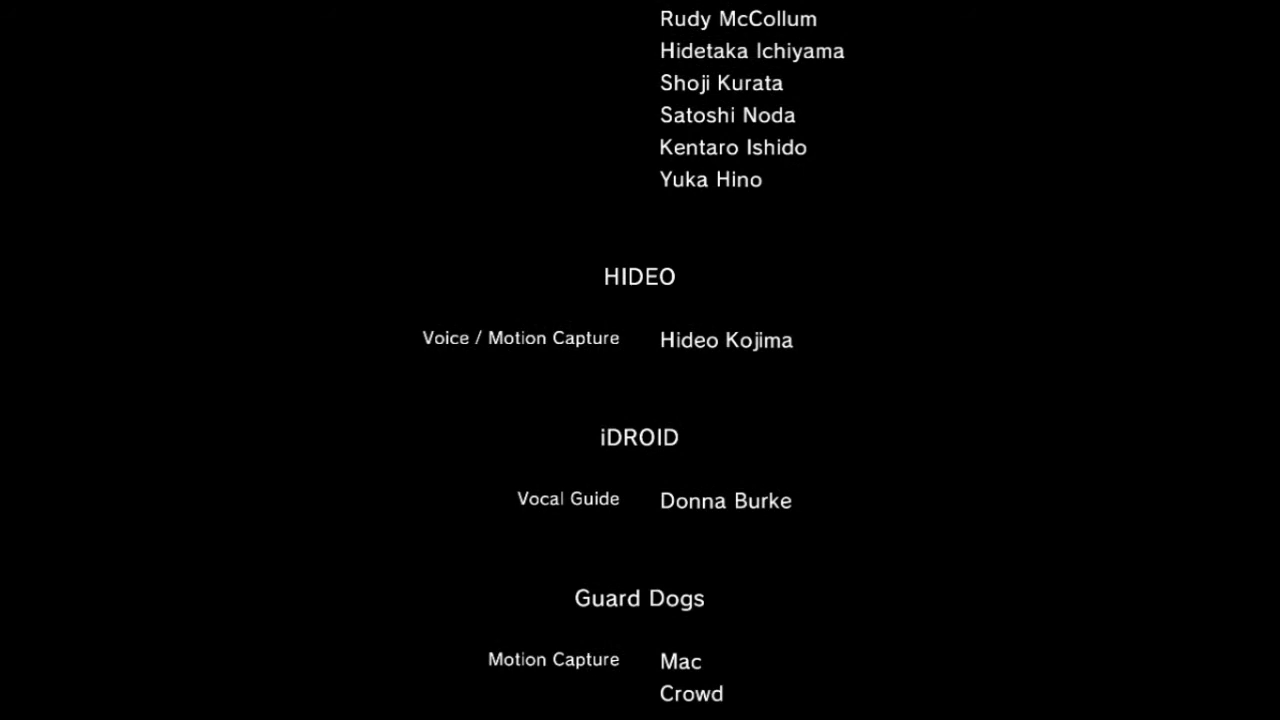 Rudy McCollum
Hidetaka Ichiyama
Shoji Kurata
Satoshi Noda
Kentaro Ishido
Yuka Hino
HIDEO
Voice / Motion Capture Hideo Kojima
iDROID
Vocal Guide Donna Burke
Guard Dogs
Motion Capture Mac
Crowd